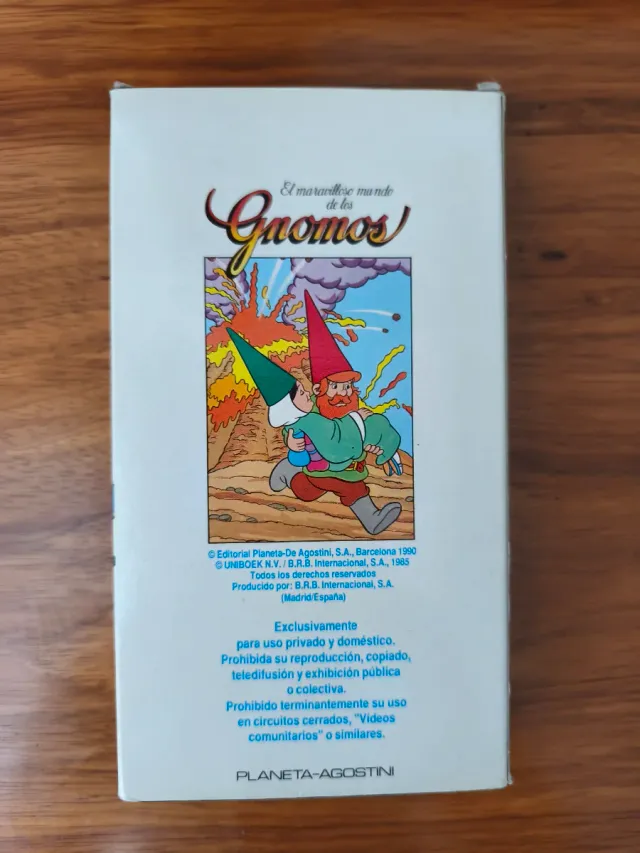 El maravilloso mundo
de los
Gnomos
© Editorial Planeta-De Agostini, S.A., Barcelona 1990
© UNIBOEK N.V. / B.R.B. Internacional, S.A., 1985
Todos los derechos reservados
Producido por: B.R.B. Internacional, S.A.
(Madrid/España)
Exclusivamente
para uso privado y doméstico.
Prohibida su reproducción, copiado,
teledifusión y exhibición pública
o colectiva.
Prohibido terminantemente su uso
en circuitos cerrados, "Vídeos
comunitarios" o similares.
PLANETA-AGOSTINI